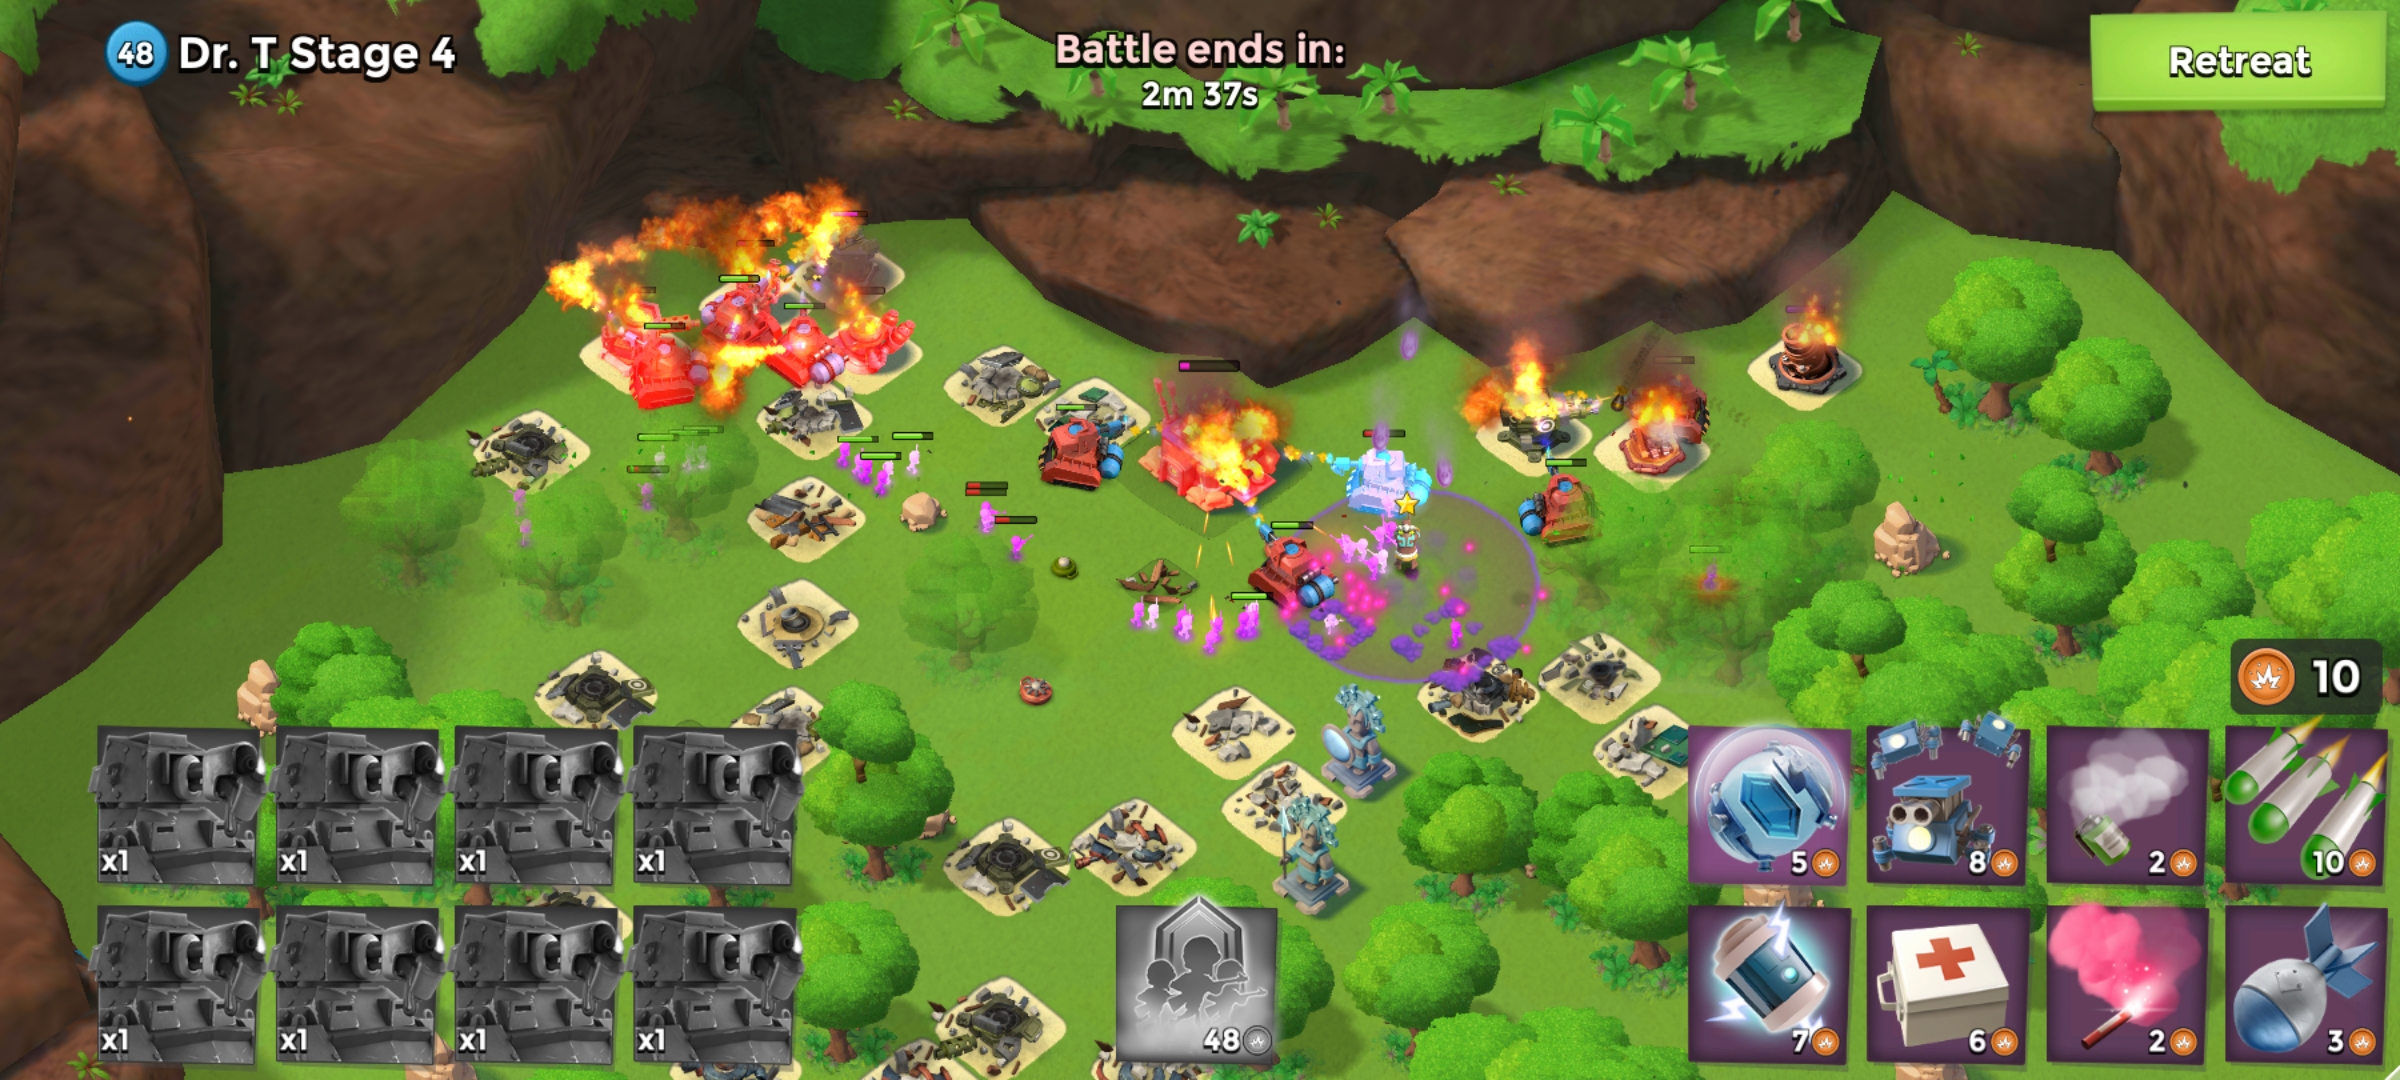 48 Dr. T Stage 4
Battle ends in:
2m 37s
Retreat
10
x1 x1 x1 x1
5 8 2 10
x1 x1 x1 x1
48
7 6 2 3